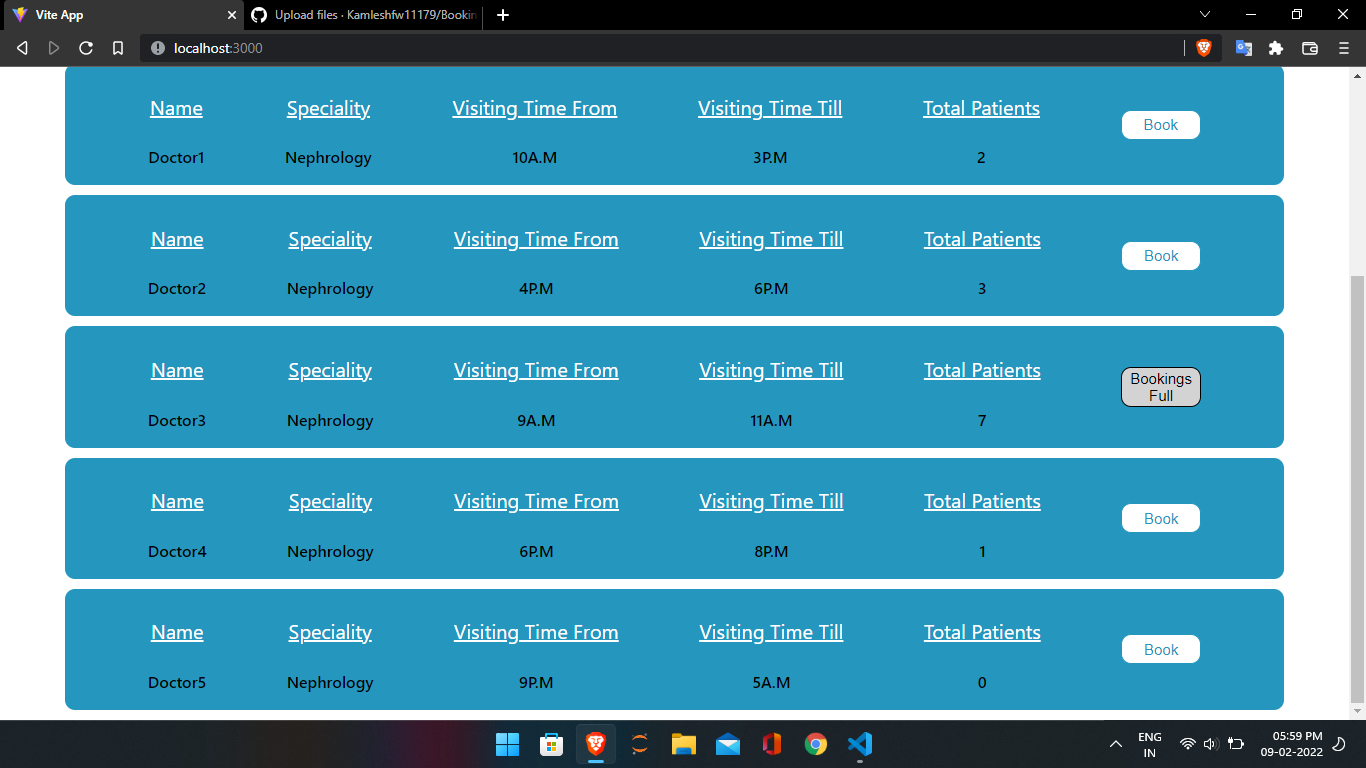 Vite App
Upload files · Kamleshfw11179/Bookin
localhost:3000
Name Speciality Visiting Time From Visiting Time Till Total Patients
Book
Doctor1 Nephrology 10A.M 3P.M 2
Name Speciality Visiting Time From Visiting Time Till Total Patients
Book
Doctor2 Nephrology 4P.M 6P.M 3
Name Speciality Visiting Time From Visiting Time Till Total Patients
Bookings
Full
Doctor3 Nephrology 9A.M 11A.M 7
Name Speciality Visiting Time From Visiting Time Till Total Patients
Book
Doctor4 Nephrology 6P.M 8P.M 1
Name Speciality Visiting Time From Visiting Time Till Total Patients
Book
Doctor5 Nephrology 9P.M 5A.M 0
ENG
IN
05:59 PM
09-02-2022